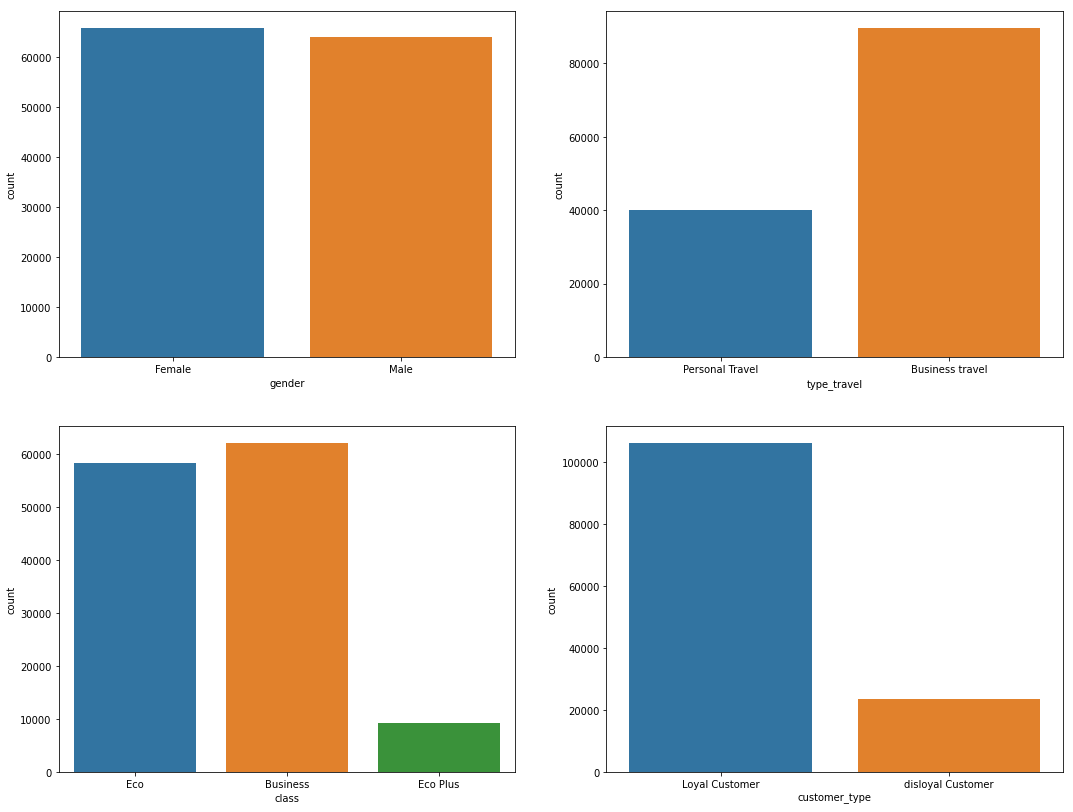 60000
50000
40000
30000
20000
10000
0
count
Female Male
gender
80000
60000
40000
20000
0
count
Personal Travel Business travel
type_travel
60000
50000
40000
30000
20000
10000
0
count
Eco Business Eco Plus
class
100000
80000
60000
40000
20000
0
count
Loyal Customer disloyal Customer
customer_type